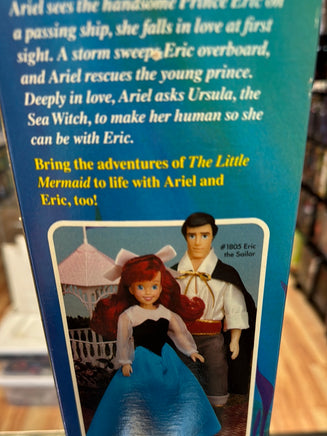 Ariel sees the handsome Prince Eric on
a passing ship, she falls in love at first
sight. A storm sweeps Eric overboard,
and Ariel rescues the young prince.
Deeply in love, Ariel asks Ursula, the
Sea Witch, to make her human so she
can be with Eric.
Bring the adventures of The Little
Mermaid to life with Ariel and
Eric, too!
#1805 Eric
the Sailor